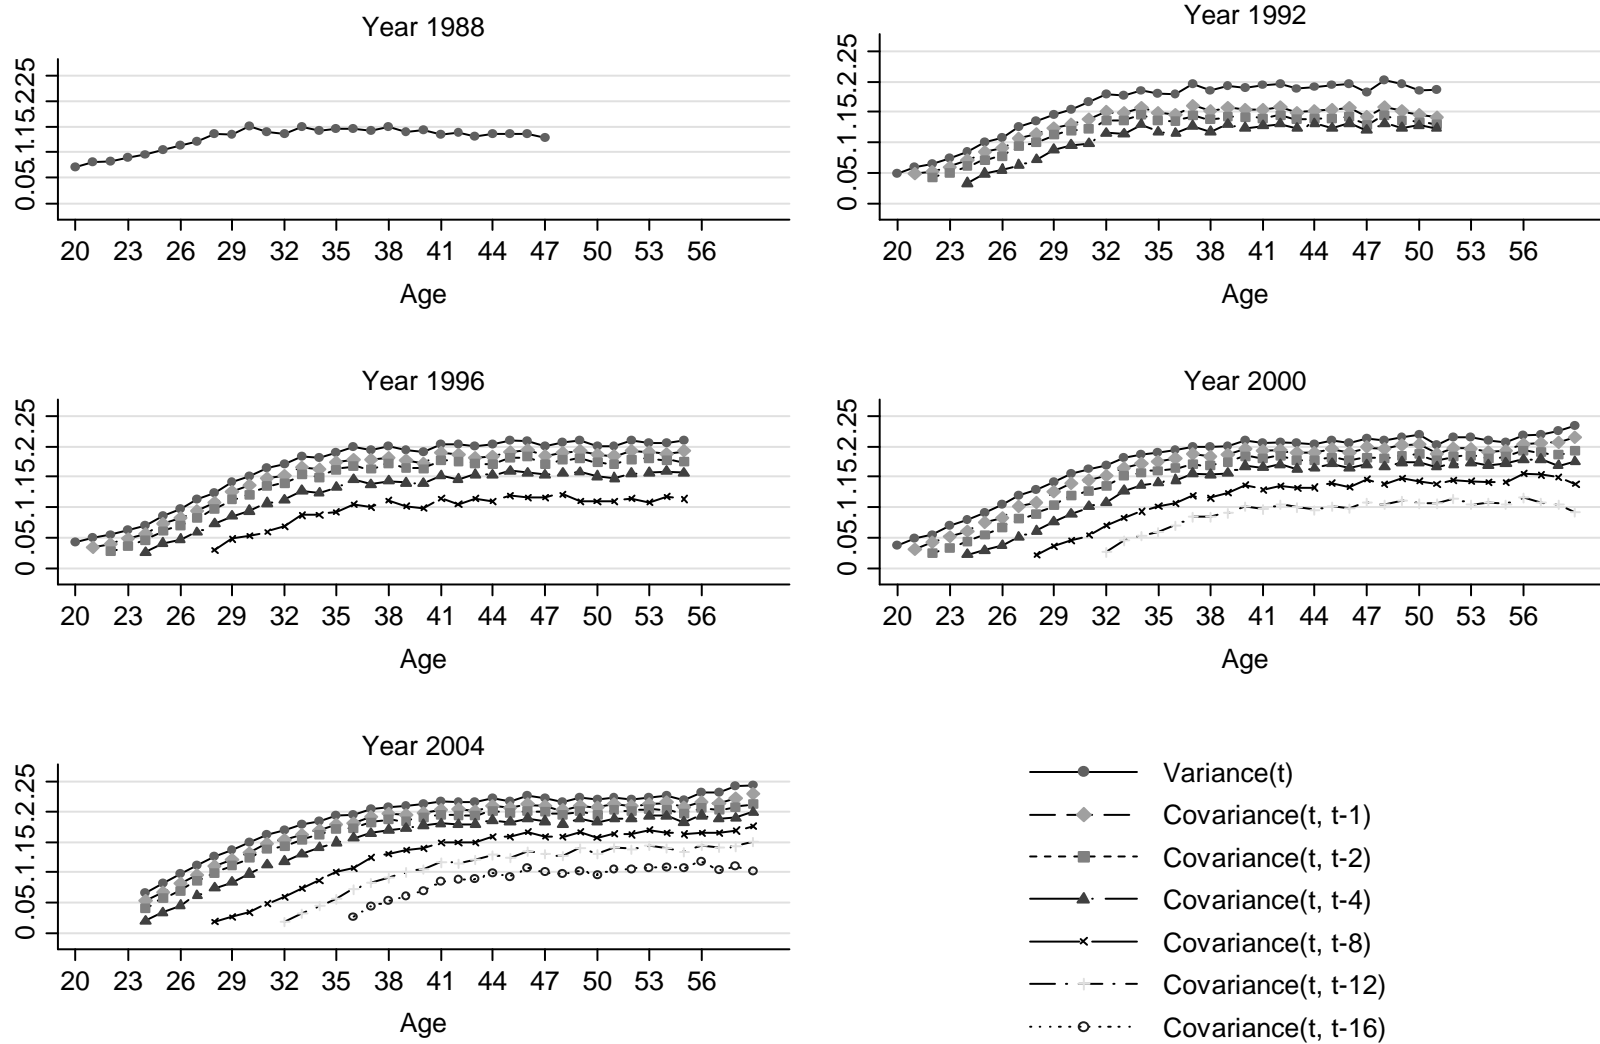 Year 1988
0 .05 .1 .15 .2 .25
20 23 26 29 32 35 38 41 44 47 50 53 56
Age
Year 1992
0 .05 .1 .15 .2 .25
20 23 26 29 32 35 38 41 44 47 50 53 56
Age
Year 1996
0 .05 .1 .15 .2 .25
20 23 26 29 32 35 38 41 44 47 50 53 56
Age
Year 2000
0 .05 .1 .15 .2 .25
20 23 26 29 32 35 38 41 44 47 50 53 56
Age
Year 2004
0 .05 .1 .15 .2 .25
20 23 26 29 32 35 38 41 44 47 50 53 56
Age
Variance(t)
Covariance(t, t-1)
Covariance(t, t-2)
Covariance(t, t-4)
Covariance(t, t-8)
Covariance(t, t-12)
Covariance(t, t-16)